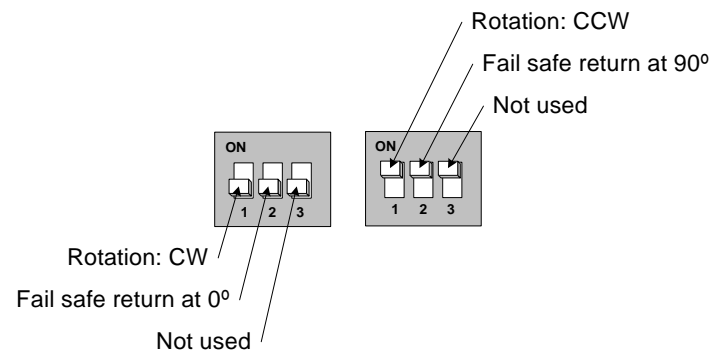 Rotation: CCW
Fail safe return at 90º
Not used
ON
1 2 3
ON
1 2 3
Rotation: CW
Fail safe return at 0º
Not used